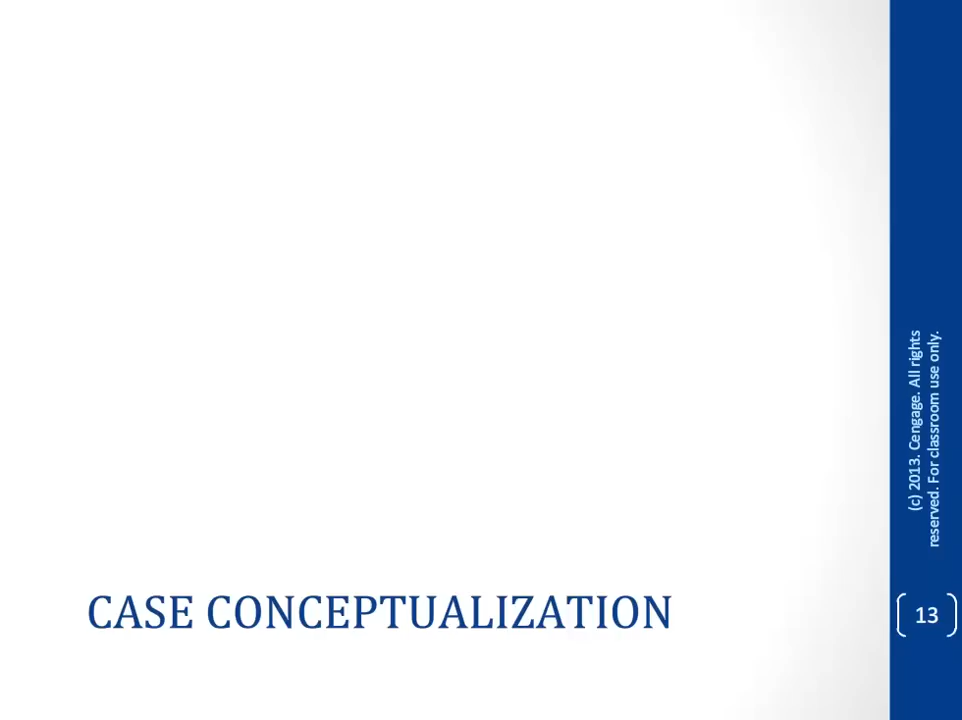 CASE CONCEPTUALIZATION
(c) 2013. Cengage. All rights
reserved. For classroom use only.
13